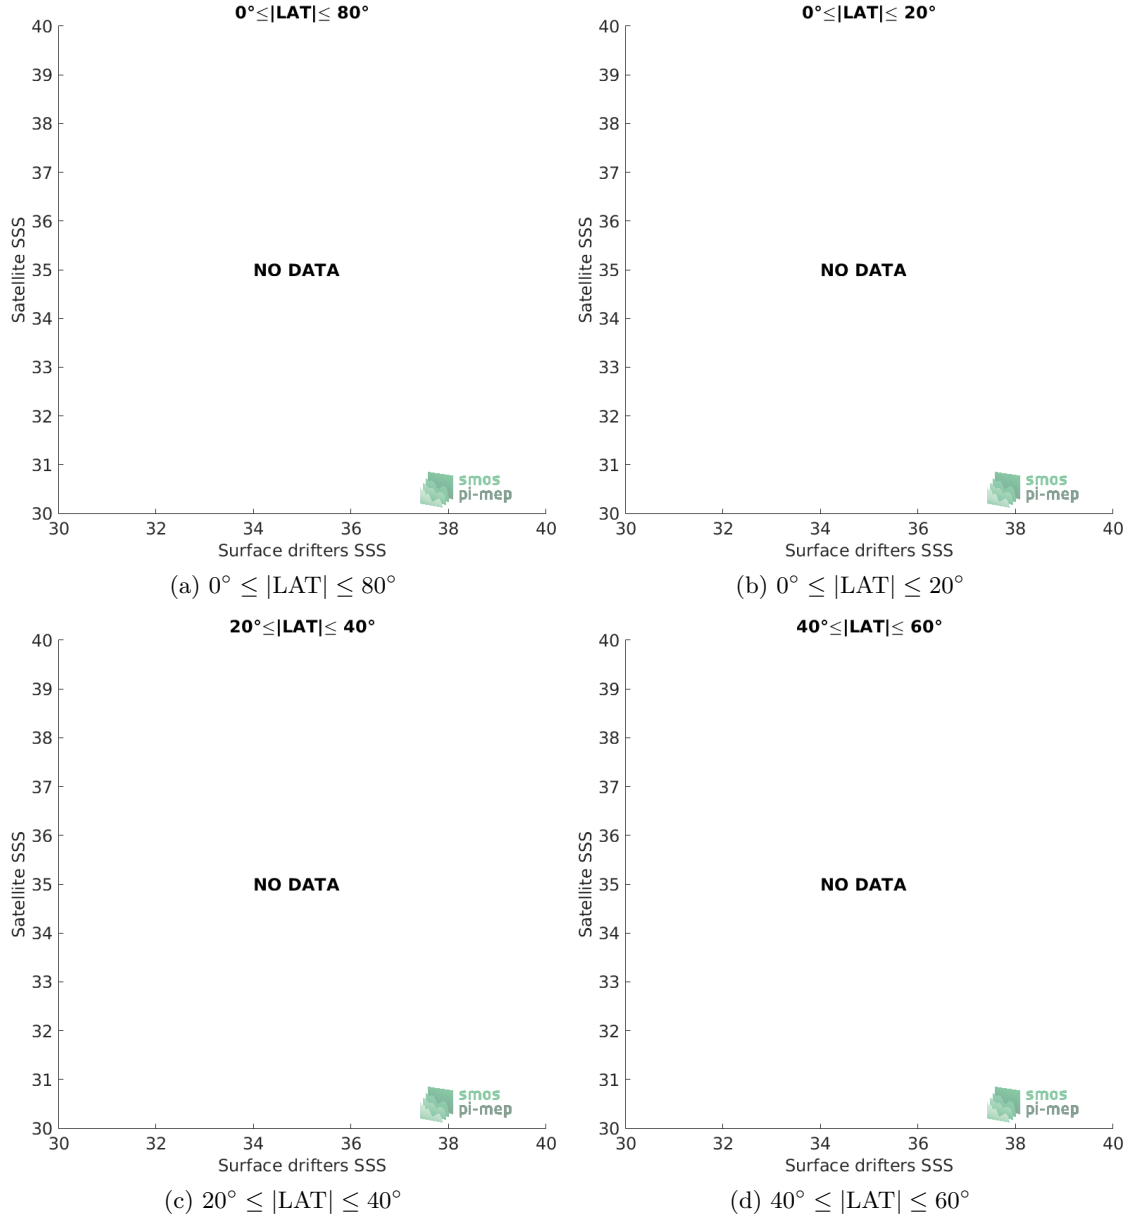 0°≤|LAT|≤ 80°
40
39
38
37
36
35
34
33
32
31
30
Satellite SSS
NO DATA
smos
pi-mep
30 32 34 36 38 40
Surface drifters SSS
(a) 0° ≤ |LAT| ≤ 80°
0°≤|LAT|≤ 20°
40
39
38
37
36
35
34
33
32
31
30
Satellite SSS
NO DATA
smos
pi-mep
30 32 34 36 38 40
Surface drifters SSS
(b) 0° ≤ |LAT| ≤ 20°
20°≤|LAT|≤ 40°
40
39
38
37
36
35
34
33
32
31
30
Satellite SSS
NO DATA
smos
pi-mep
30 32 34 36 38 40
Surface drifters SSS
(c) 20° ≤ |LAT| ≤ 40°
40°≤|LAT|≤ 60°
40
39
38
37
36
35
34
33
32
31
30
Satellite SSS
NO DATA
smos
pi-mep
30 32 34 36 38 40
Surface drifters SSS
(d) 40° ≤ |LAT| ≤ 60°